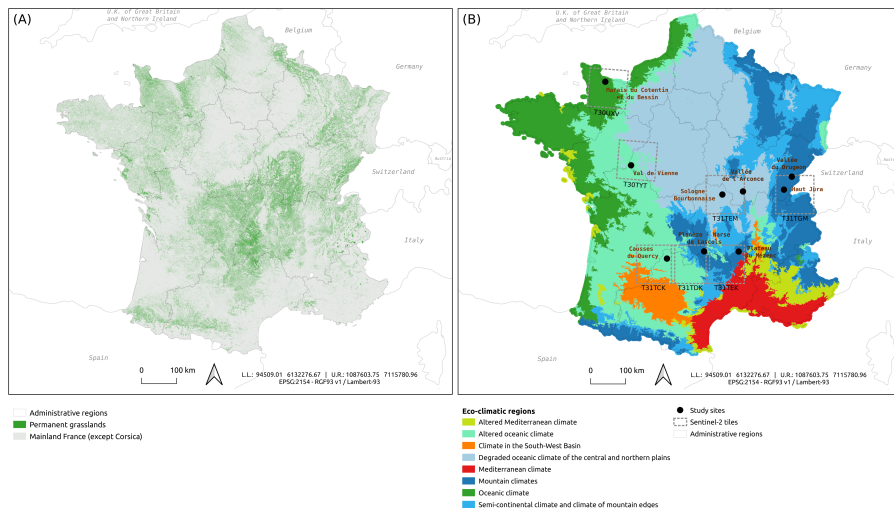 (A)
U.K. of Great Britain
and Northern Ireland
Belgium
Germany
Switzerland
Austria
Italy
Spain
0
100 km
L.L.: 94509.01 6132276.67 | U.R.: 1087603.75 7115780.96
EPSG:2154 - RGF93 v1 / Lambert-93
Administrative regions
Permanent grasslands
Mainland France (except Corsica)
(B)
U.K. of Great Britain
and Northern Ireland
Belgium
Germany
Marais du Cotentin
et du Bessin
T30UXV
Val de Vienne
T30TYT
Vallée
de l'Arconce
Vallée
du Drugeon
Switzerland
Austria
Sologne
Bourbonnaise
Haut Jura
T31TEM
T31TGM
Planèze - Narse
de Lascols
Plateau
du Mézenc
Causses
du Quercy
Italy
T31TCK
T31TDK
T31TEK
Spain
0
100 km
L.L.: 94509.01 6132276.67 | U.R.: 1087603.75 7115780.96
EPSG:2154 - RGF93 v1 / Lambert-93
Eco-climatic regions
Altered Mediterranean climate
Altered oceanic climate
Climate in the South-West Basin
Degraded oceanic climate of the central and northern plains
Mediterranean climate
Mountain climates
Oceanic climate
Semi-continental climate and climate of mountain edges
Study sites
Sentinel-2 tiles
Administrative regions